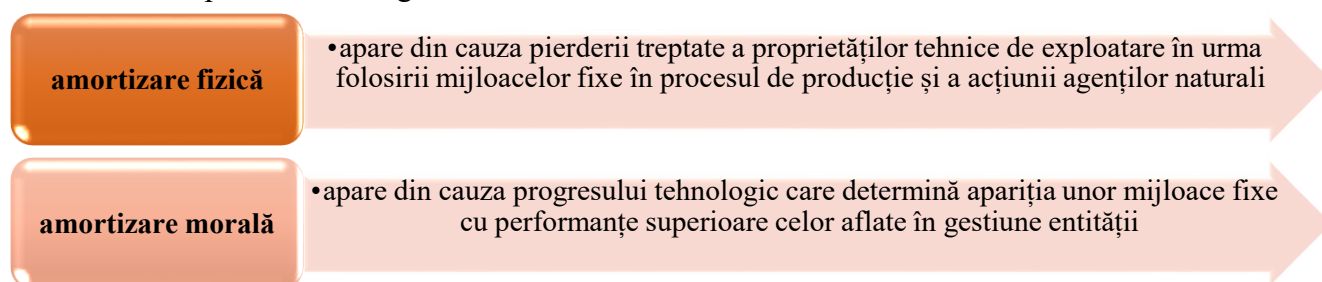 amortizare fizică
•apare din cauza pierderii treptate a proprietăților tehnice de exploatare în urma
folosirii mijloacelor fixe în procesul de producție și a acțiunii agenților naturali
amortizare morală
•apare din cauza progresului tehnologic care determină apariția unor mijloace fixe
cu performanțe superioare celor aflate în gestiune entității